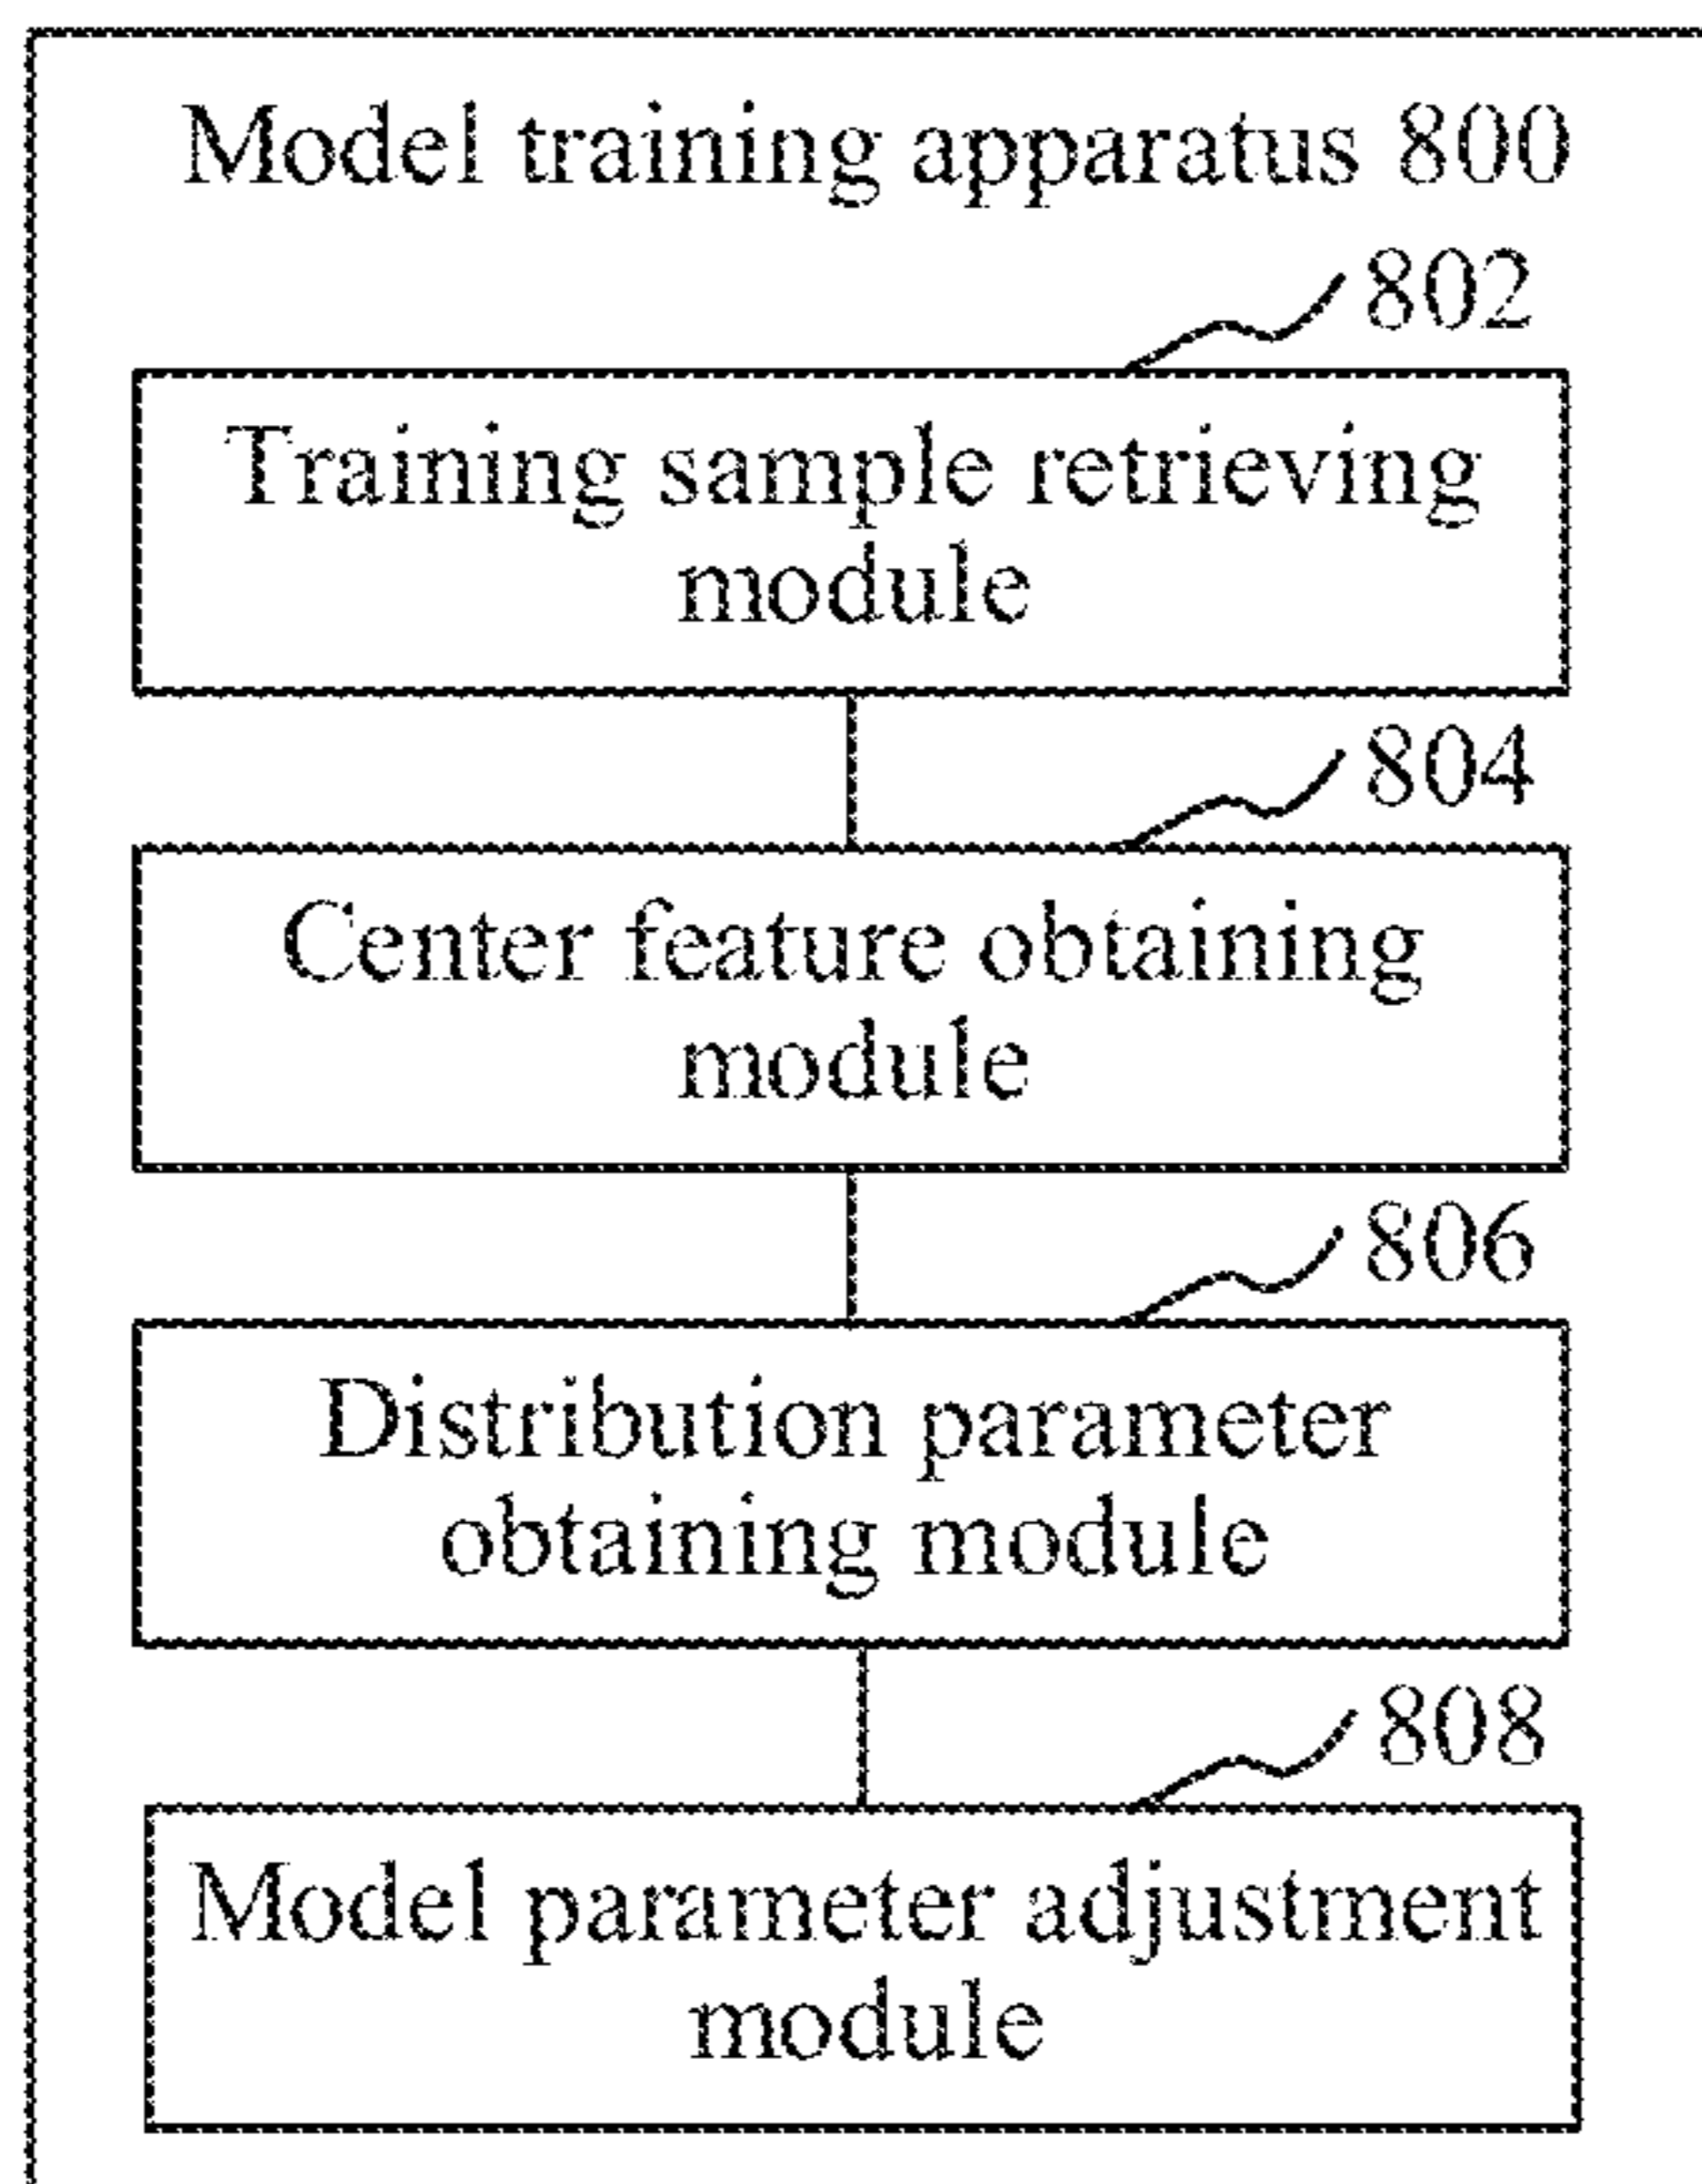 Model training apparatus 800
802
Training sample retrieving
module
804
Center feature obtaining
module
806
Distribution parameter
obtaining module
808
Model parameter adjustment
module